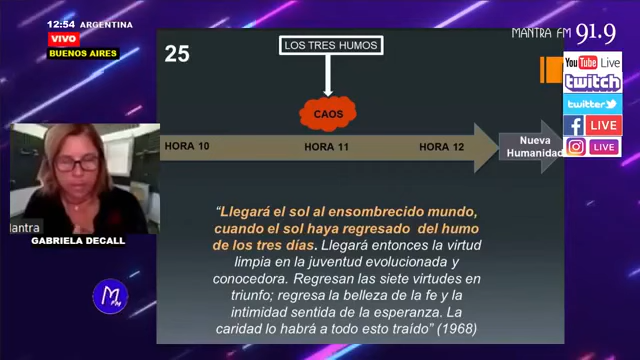 12:54 ARGENTINA
VIVO
BUENOS AIRES
MANTRA FM 91.9
25
LOS TRES HUMOS
YouTube Live
twitch
twitter
LIVE
LIVE
CAOS
HORA 10
HORA 11
HORA 12
Nueva
Humanidad
lantra
GABRIELA DECALL
“Llegará el sol al ensombrecido mundo,
cuando el sol haya regresado del humo
de los tres días. Llegará entonces la virtud
limpia en la juventud evolucionada y
conocedora. Regresan las siete virtudes en
triunfo; regresa la belleza de la fe y la
intimidad sentida de la esperanza. La
caridad lo habrá a todo esto traído” (1968)